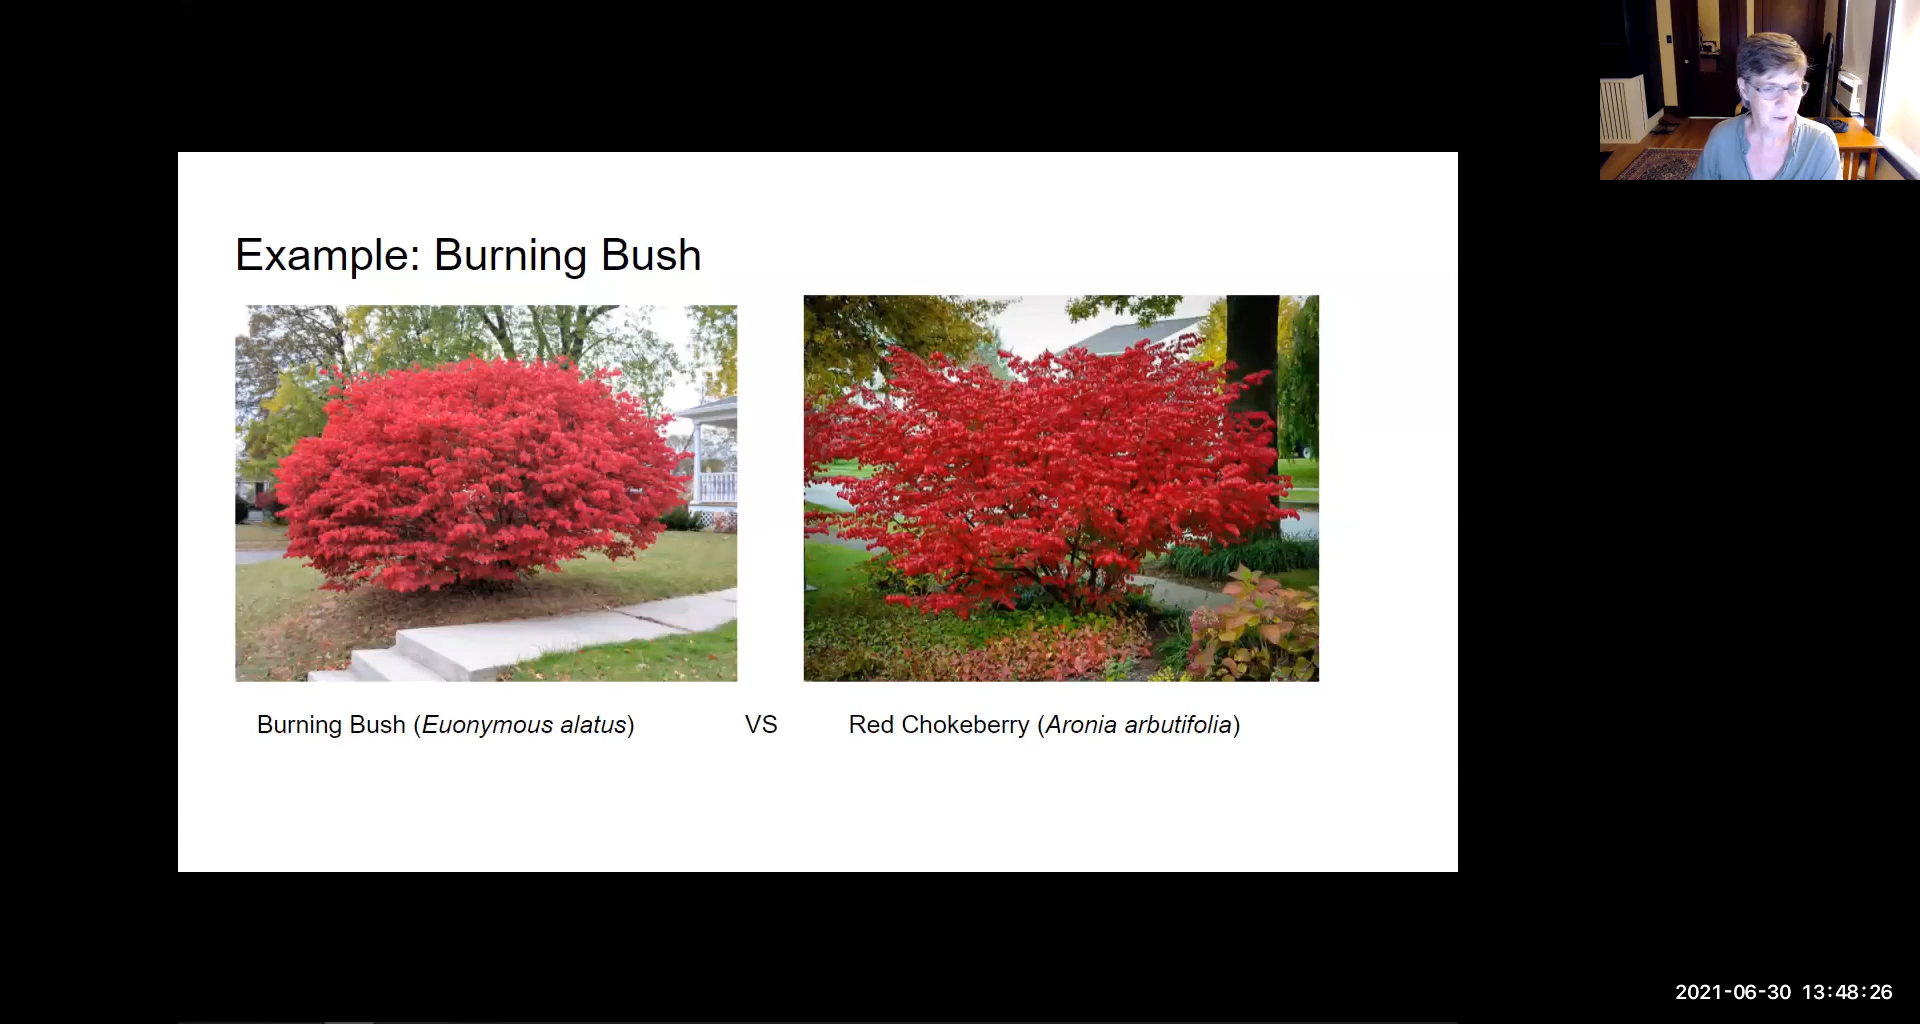 Example: Burning Bush
Burning Bush (Euonymous alatus) VS Red Chokeberry (Aronia arbutifolia)
2021-06-30 13:48:26